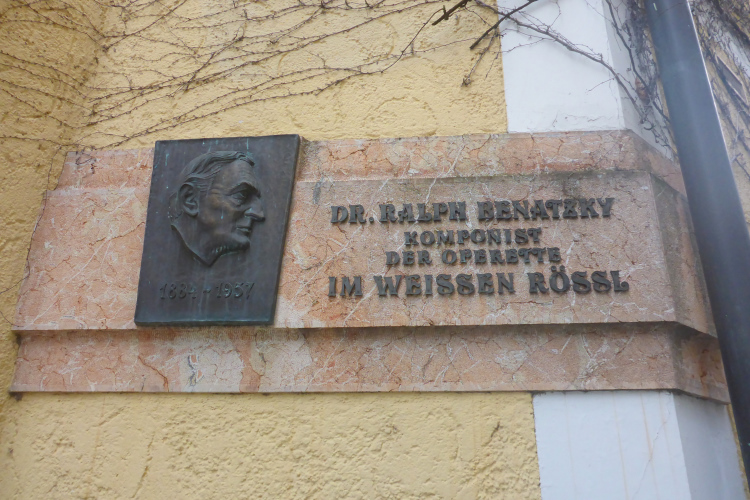 1884 - 1957
DR. RALPH BENATZKY
KOMPONIST
DER OPERETTE
IM WEISSEN RÖSSL